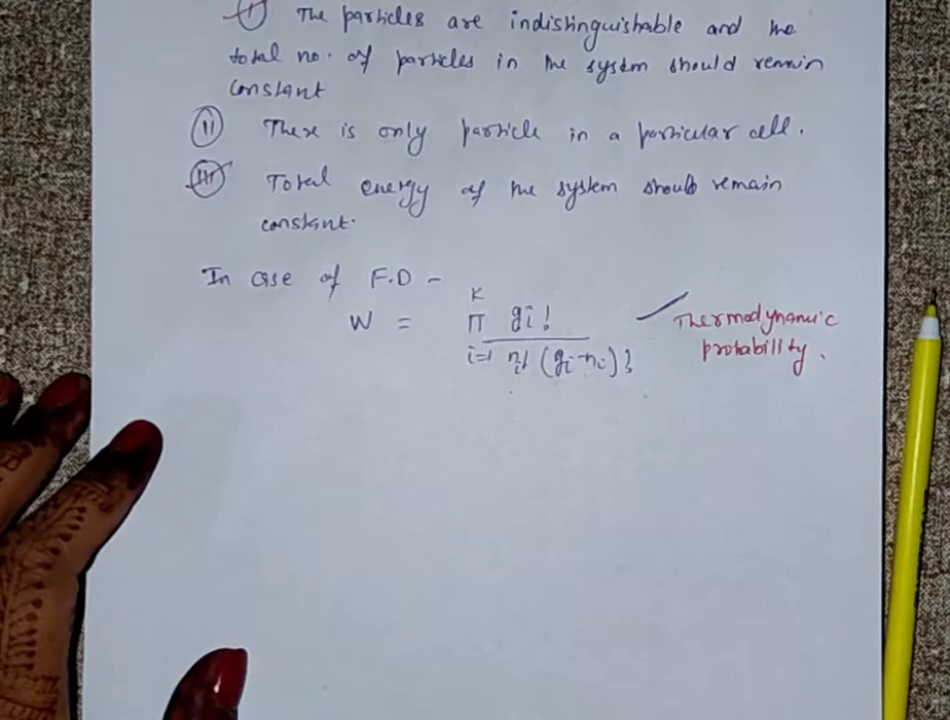 (I) The particles are indistinguishable and the
total no. of particles in the system should remain
constant
(II) There is only particle in a particular cell.
(III) Total energy of the system should remain
constant.
In case of F.D -
K
W = π gi!
i=1 ni! (gi-ni)!
Thermodynamic
probability.